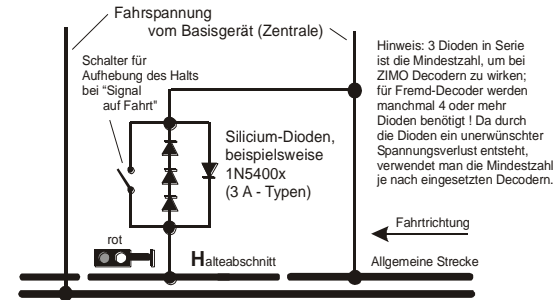 Fahrspannung
vom Basisgerät (Zentrale)
Schalter für
Aufhebung des Halts
bei "Signal
auf Fahrt"
Hinweis: 3 Dioden in Serie
ist die Mindestzahl, um bei
ZIMO Decodern zu wirken;
für Fremd-Decoder werden
manchmal 4 oder mehr
Dioden benötigt ! Da durch
die Dioden ein unerwünschter
Spannungsverlust entsteht,
verwendet man die Mindestzahl
je nach eingesetzten Decodern.
Silicium-Dioden,
beispielsweise
1N5400x
(3 A - Typen)
Fahrtrichtung
rot
Halteabschnitt
Allgemeine Strecke